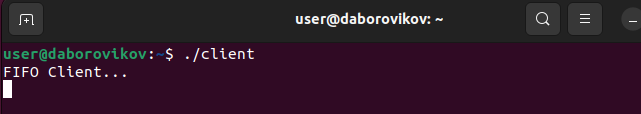 user@daborovikov: ~
user@daborovikov:~$ ./client
FIFO Client...